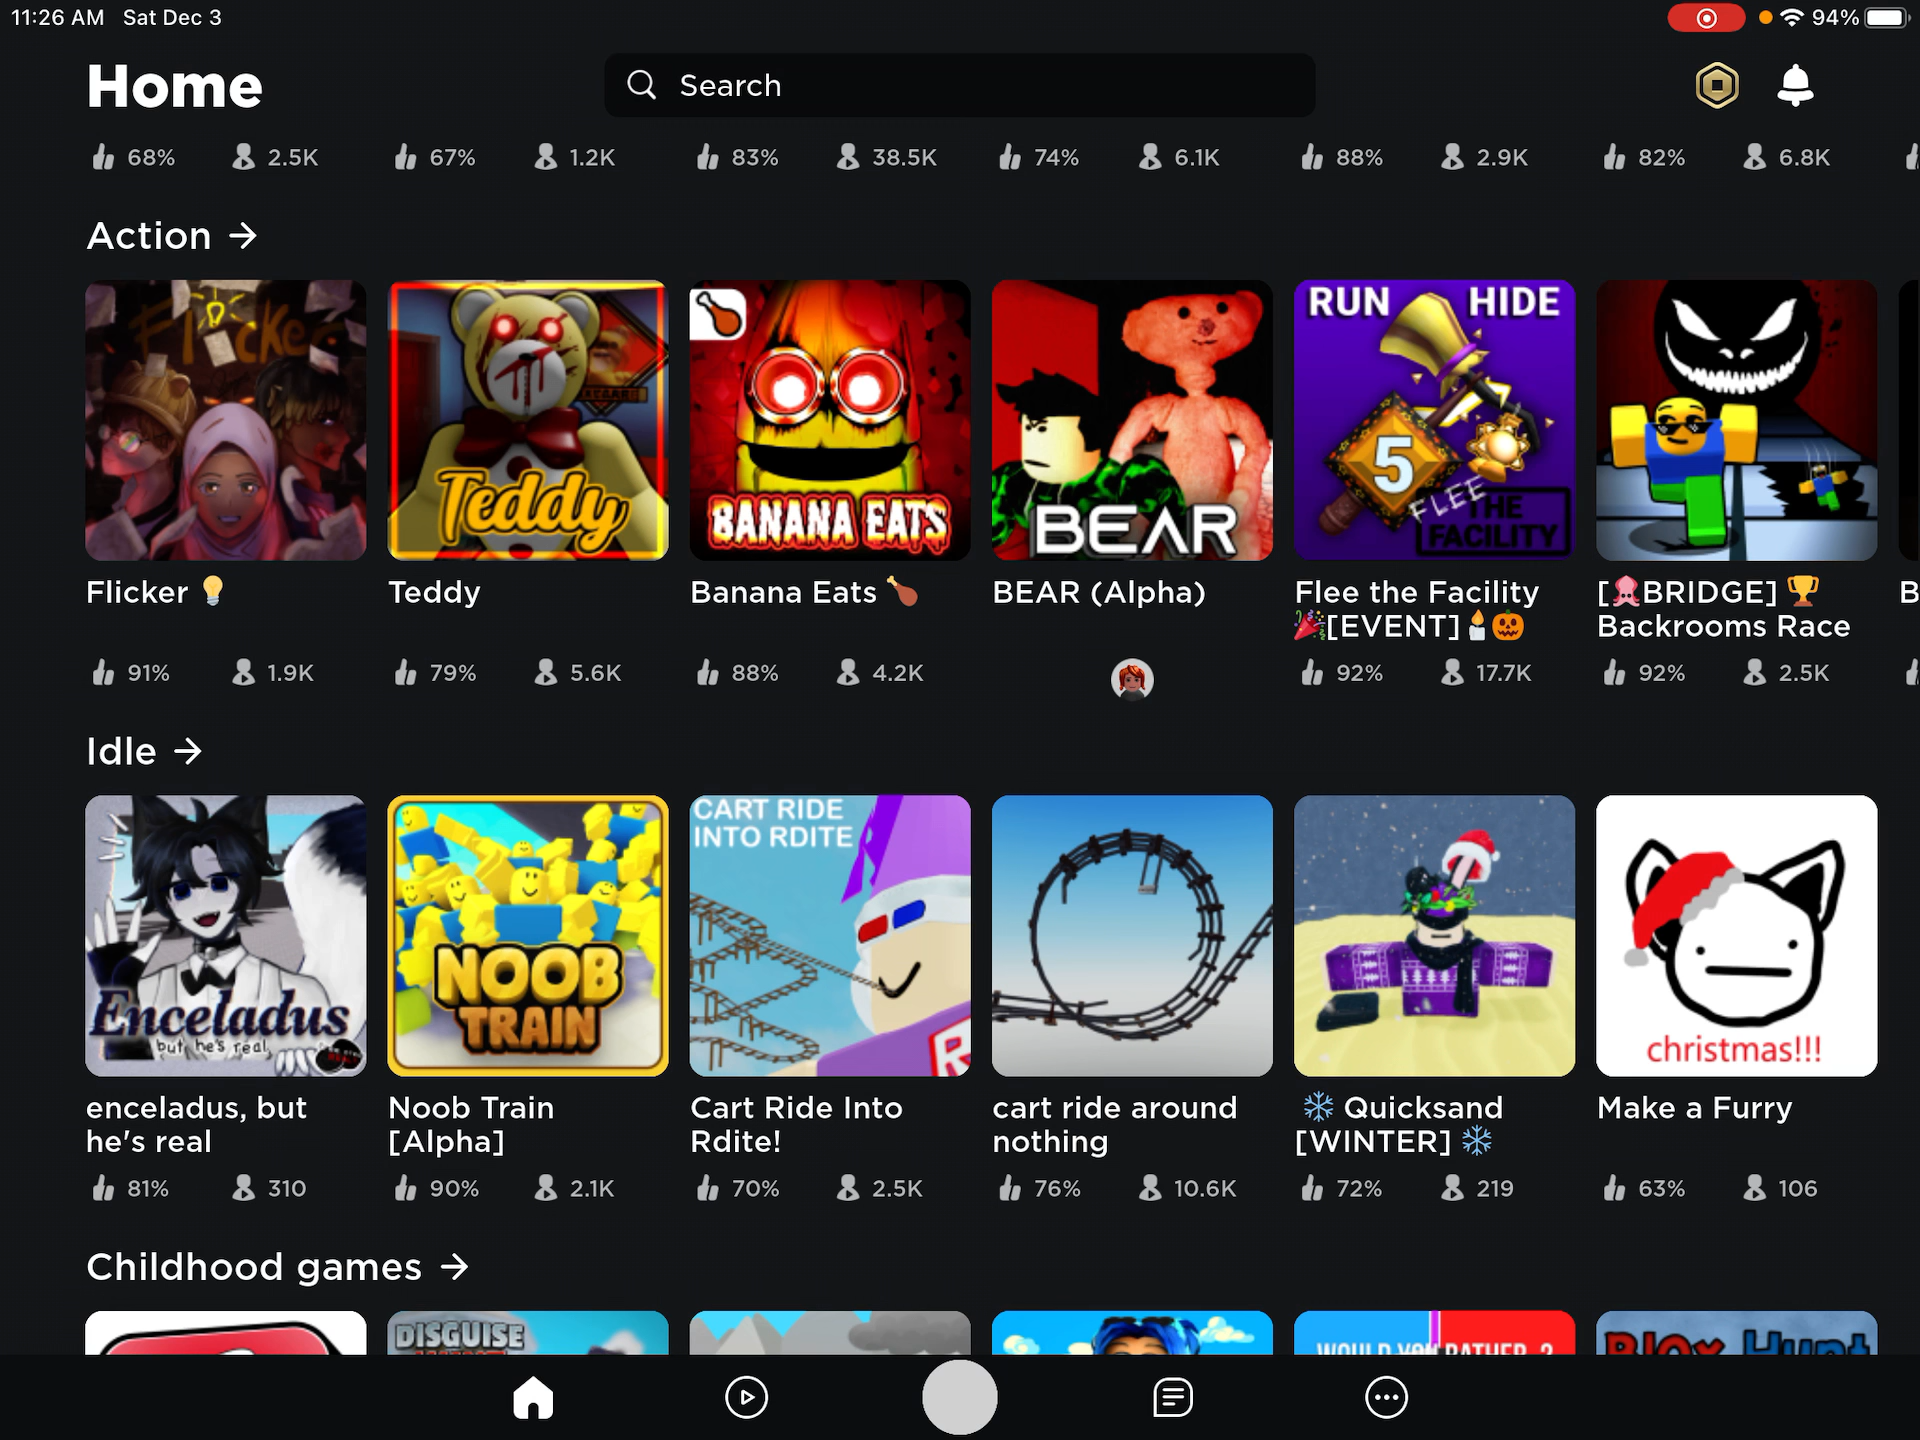 11:26 AM Sat Dec 3
94%
Home
Search
68% 2.5K 67% 1.2K 83% 38.5K 74% 6.1K 88% 2.9K 82% 6.8K
Action →
Flicker
Teddy
BANANA EATS
BEAR
RUN HIDE
5
FLEE
THE
FACILITY
Flicker 💡
Teddy
Banana Eats 🍗
BEAR (Alpha)
Flee the Facility
🎉[EVENT]🕯️🎃
[🦑BRIDGE] 🏆
Backrooms Race
B
91% 1.9K 79% 5.6K 88% 4.2K 92% 17.7K 92% 2.5K
Idle →
Enceladus
but he's real
NOOB
TRAIN
CART RIDE
INTO RDITE
R
christmas!!!
enceladus, but
he's real
Noob Train
[Alpha]
Cart Ride Into
Rdite!
cart ride around
nothing
❄️ Quicksand
[WINTER] ❄️
Make a Furry
81% 310 90% 2.1K 70% 2.5K 76% 10.6K 72% 219 63% 106
Childhood games →
DISGUISE
WOULD YOU RATHER 2
Blox Hunt